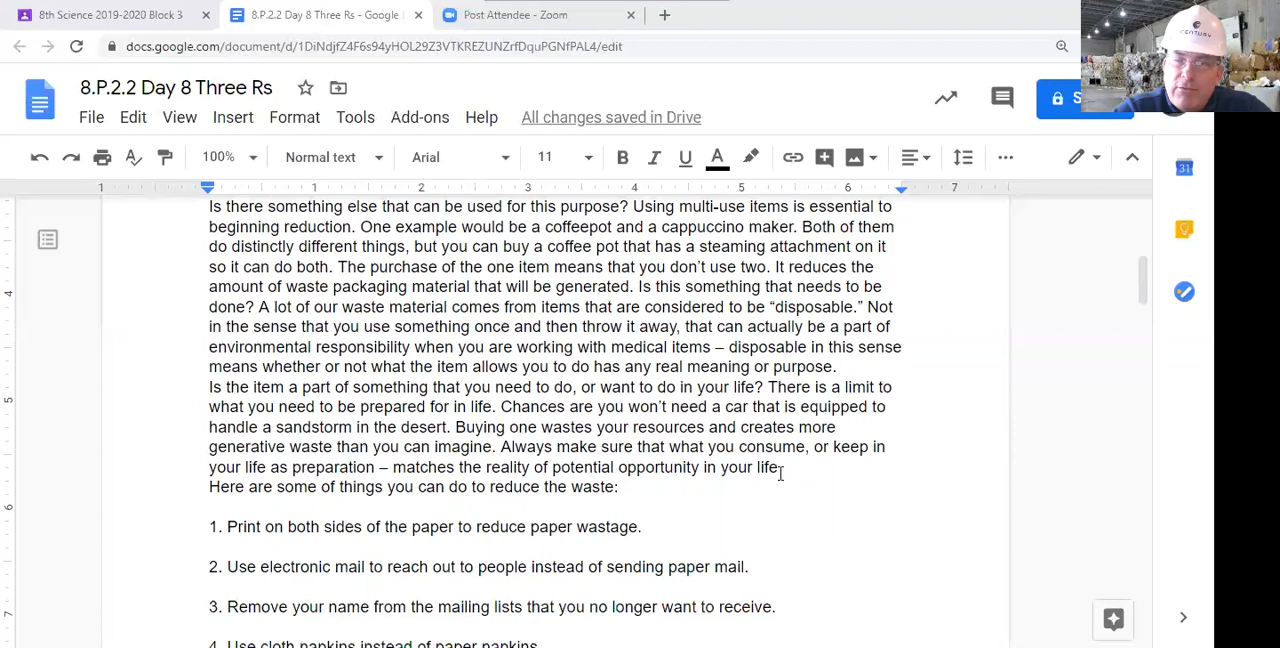 8th Science 2019-2020 Block 3
8.P.2.2 Day 8 Three Rs - Google
Post Attendee - Zoom
docs.google.com/document/d/1DiNdjfZ4F6s94yHOL29Z3VTKREZUNZrfDquPGNfPAL4/edit
CENTURY
8.P.2.2 Day 8 Three Rs
S
File Edit View Insert Format Tools Add-ons Help All changes saved in Drive
100% Normal text Arial 11 B I U A
1 1 2 3 4 5 6 7
31
Is there something else that can be used for this purpose? Using multi-use items is essential to
beginning reduction. One example would be a coffeepot and a cappuccino maker. Both of them
do distinctly different things, but you can buy a coffee pot that has a steaming attachment on it
so it can do both. The purchase of the one item means that you don’t use two. It reduces the
amount of waste packaging material that will be generated. Is this something that needs to be
done? A lot of our waste material comes from items that are considered to be “disposable.” Not
in the sense that you use something once and then throw it away, that can actually be a part of
environmental responsibility when you are working with medical items – disposable in this sense
means whether or not what the item allows you to do has any real meaning or purpose.
Is the item a part of something that you need to do, or want to do in your life? There is a limit to
what you need to be prepared for in life. Chances are you won’t need a car that is equipped to
handle a sandstorm in the desert. Buying one wastes your resources and creates more
generative waste than you can imagine. Always make sure that what you consume, or keep in
your life as preparation – matches the reality of potential opportunity in your life.
Here are some of things you can do to reduce the waste:
1. Print on both sides of the paper to reduce paper wastage.
2. Use electronic mail to reach out to people instead of sending paper mail.
3. Remove your name from the mailing lists that you no longer want to receive.
4. Use cloth napkins instead of paper napkins.
4
5
6
7